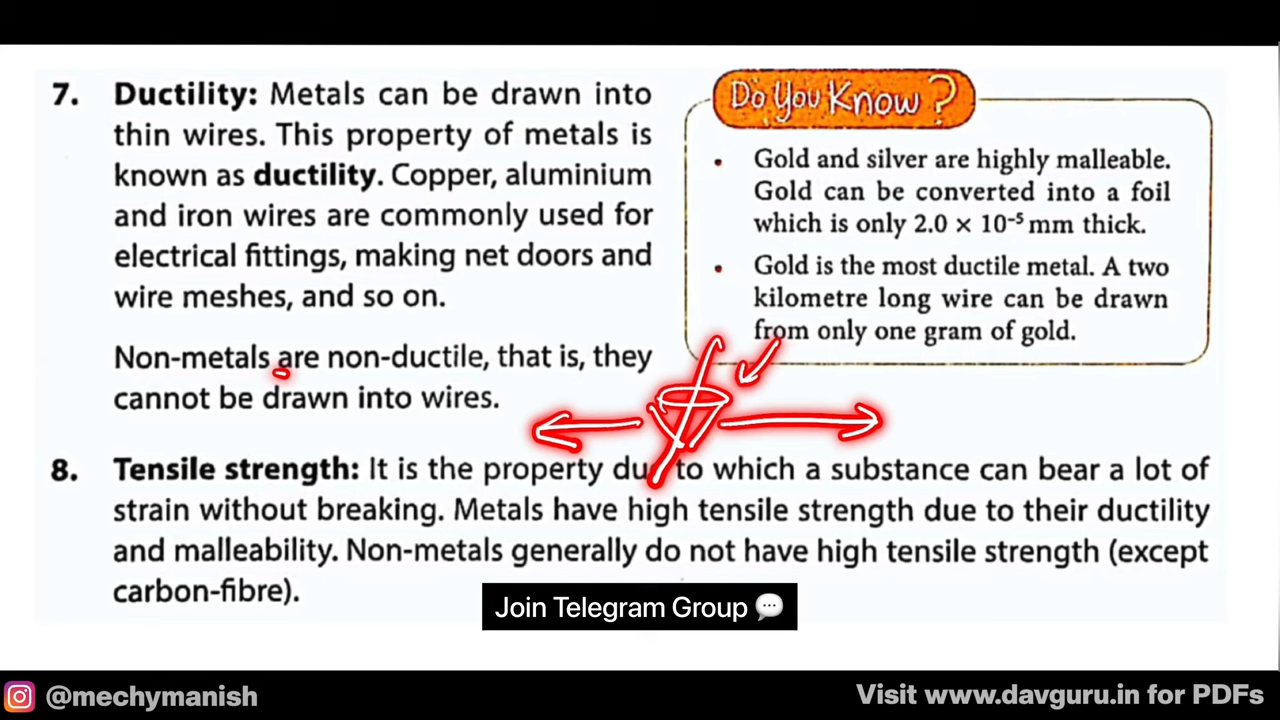 7. Ductility: Metals can be drawn into
thin wires. This property of metals is
known as ductility. Copper, aluminium
and iron wires are commonly used for
electrical fittings, making net doors and
wire meshes, and so on.
Non-metals are non-ductile, that is, they
cannot be drawn into wires.
Do You Know?
• Gold and silver are highly malleable.
Gold can be converted into a foil
which is only 2.0 × 10⁻⁵ mm thick.
• Gold is the most ductile metal. A two
kilometre long wire can be drawn
from only one gram of gold.
8. Tensile strength: It is the property du to which a substance can bear a lot of
strain without breaking. Metals have high tensile strength due to their ductility
and malleability. Non-metals generally do not have high tensile strength (except
carbon-fibre).
Join Telegram Group 💬
@mechymanish
Visit www.davguru.in for PDFs